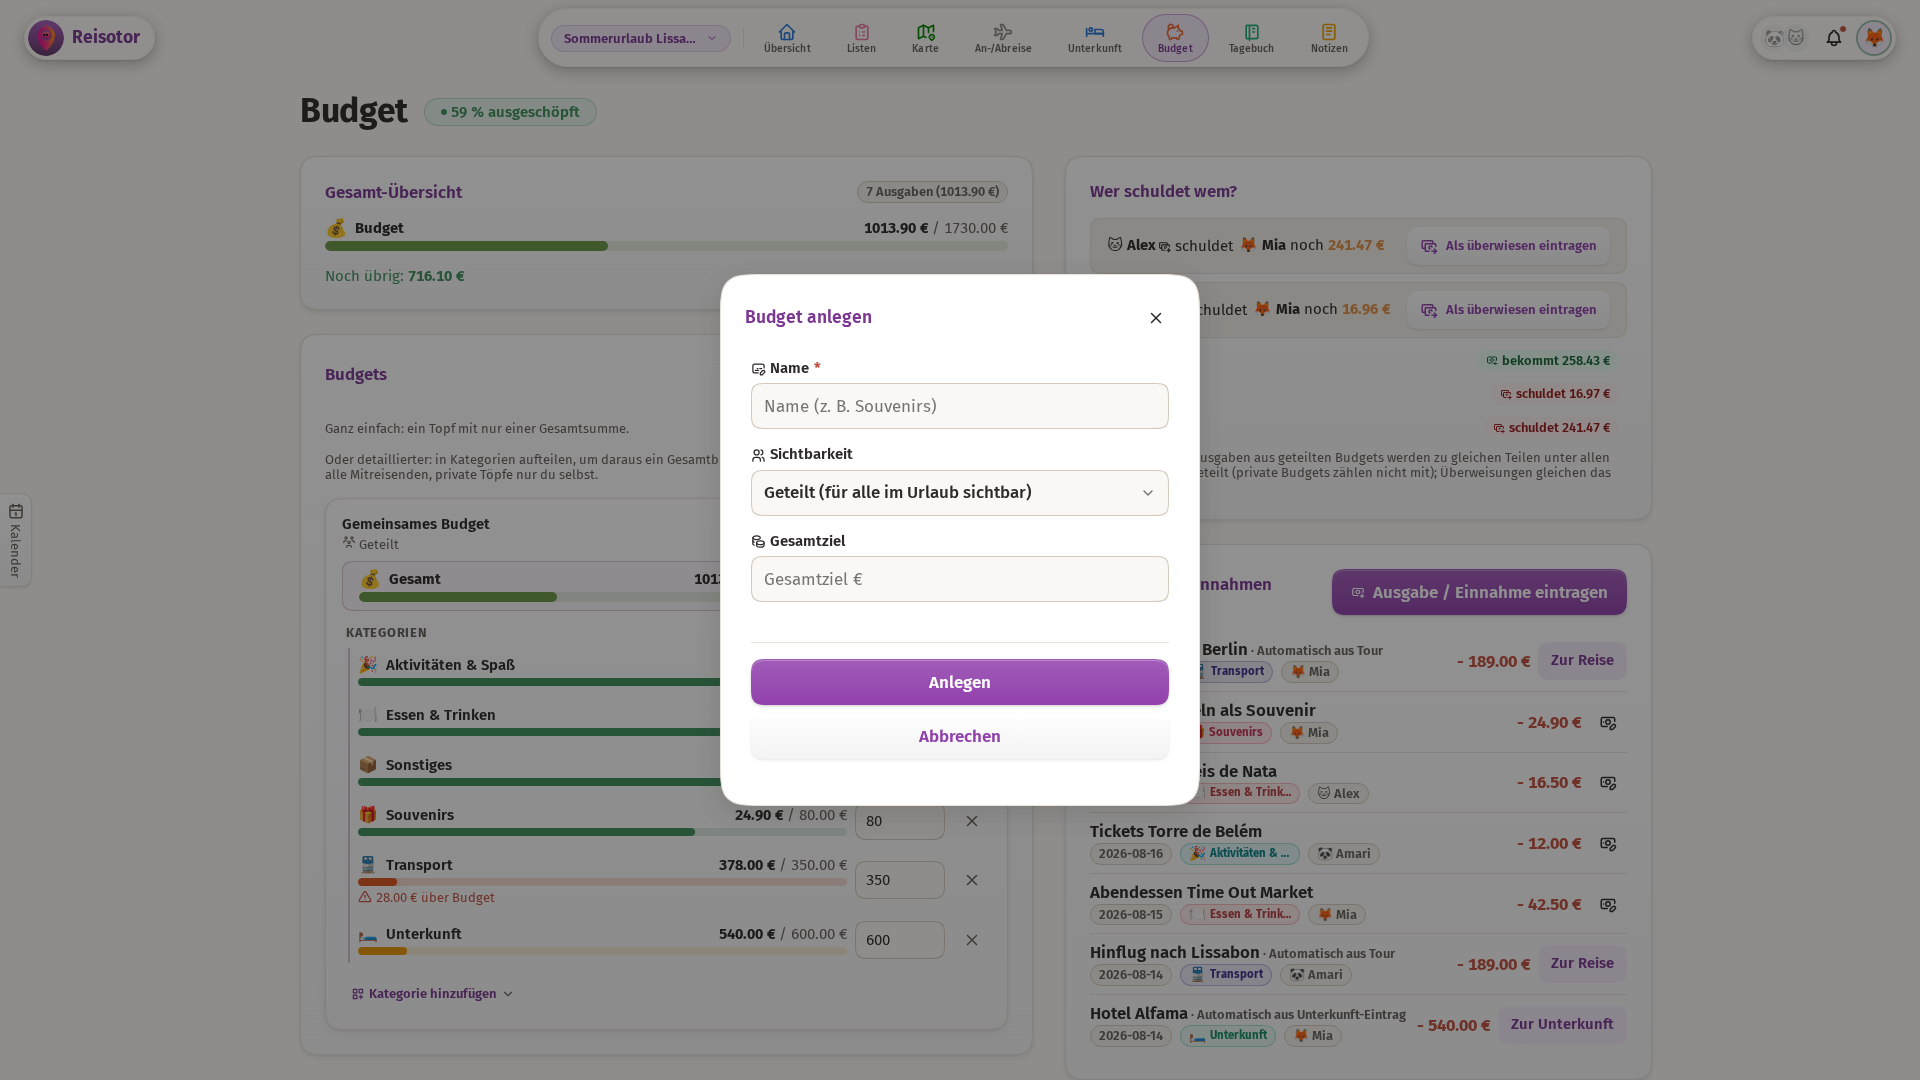 Reisotor
Sommerurlaub Lissa...
Übersicht
Listen
Karte
An-/Abreise
Unterkunft
Budget
Tagebuch
Notizen
Budget
59 % ausgeschöpft
Gesamt-Übersicht
7 Ausgaben (1013.90 €)
Budget
1013.90 € / 1730.00 €
Noch übrig: 716.10 €
Budgets
Ganz einfach: ein Topf mit nur einer Gesamtsumme.
Oder detaillierter: in Kategorien aufteilen, um daraus ein Gesamtb
alle Mitreisenden, private Töpfe nur du selbst.
Gemeinsames Budget
Geteilt
Gesamt
KATEGORIEN
Aktivitäten & Spaß
Essen & Trinken
Sonstiges
Souvenirs
24.90 € / 80.00 €
80
Transport
378.00 € / 350.00 €
350
28.00 € über Budget
Unterkunft
540.00 € / 600.00 €
600
Kategorie hinzufügen
Kalender
Budget anlegen
Name *
Name (z. B. Souvenirs)
Sichtbarkeit
Geteilt (für alle im Urlaub sichtbar)
Gesamtziel
Gesamtziel €
Anlegen
Abbrechen
Wer schuldet wem?
Alex schuldet Mia noch 241.47 €
Als überwiesen eintragen
schuldet Mia noch 16.96 €
Als überwiesen eintragen
bekommt 258.43 €
schuldet 16.97 €
schuldet 241.47 €
usgaben aus geteilten Budgets werden zu gleichen Teilen unter allen
eteilt (private Budgets zählen nicht mit); Überweisungen gleichen das
nnahmen
Ausgabe / Einnahme eintragen
Berlin · Automatisch aus Tour
Transport
Mia
- 189.00 €
Zur Reise
ln als Souvenir
Souvenirs
Mia
- 24.90 €
eis de Nata
Essen & Trink...
Alex
- 16.50 €
Tickets Torre de Belém
2026-08-16
Aktivitäten & ...
Amari
- 12.00 €
Abendessen Time Out Market
2026-08-15
Essen & Trink...
Mia
- 42.50 €
Hinflug nach Lissabon · Automatisch aus Tour
2026-08-14
Transport
Amari
- 189.00 €
Zur Reise
Hotel Alfama · Automatisch aus Unterkunft-Eintrag
2026-08-14
Unterkunft
Mia
- 540.00 €
Zur Unterkunft